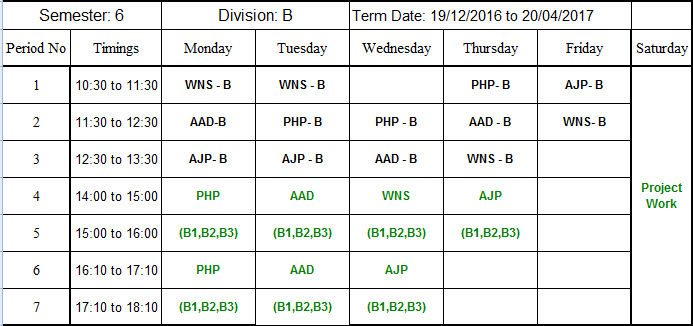 Semester: 6 Division: B Term Date: 19/12/2016 to 20/04/2017
Period No Timings Monday Tuesday Wednesday Thursday Friday Saturday
1 10:30 to 11:30 WNS - B WNS - B PHP- B AJP- B
2 11:30 to 12:30 AAD-B PHP- B PHP - B AAD - B WNS- B
3 12:30 to 13:30 AJP- B AJP - B AAD - B WNS - B
4 14:00 to 15:00 PHP AAD WNS AJP
Project
Work
5 15:00 to 16:00 (B1,B2,B3) (B1,B2,B3) (B1,B2,B3) (B1,B2,B3)
6 16:10 to 17:10 PHP AAD AJP
7 17:10 to 18:10 (B1,B2,B3) (B1,B2,B3) (B1,B2,B3)